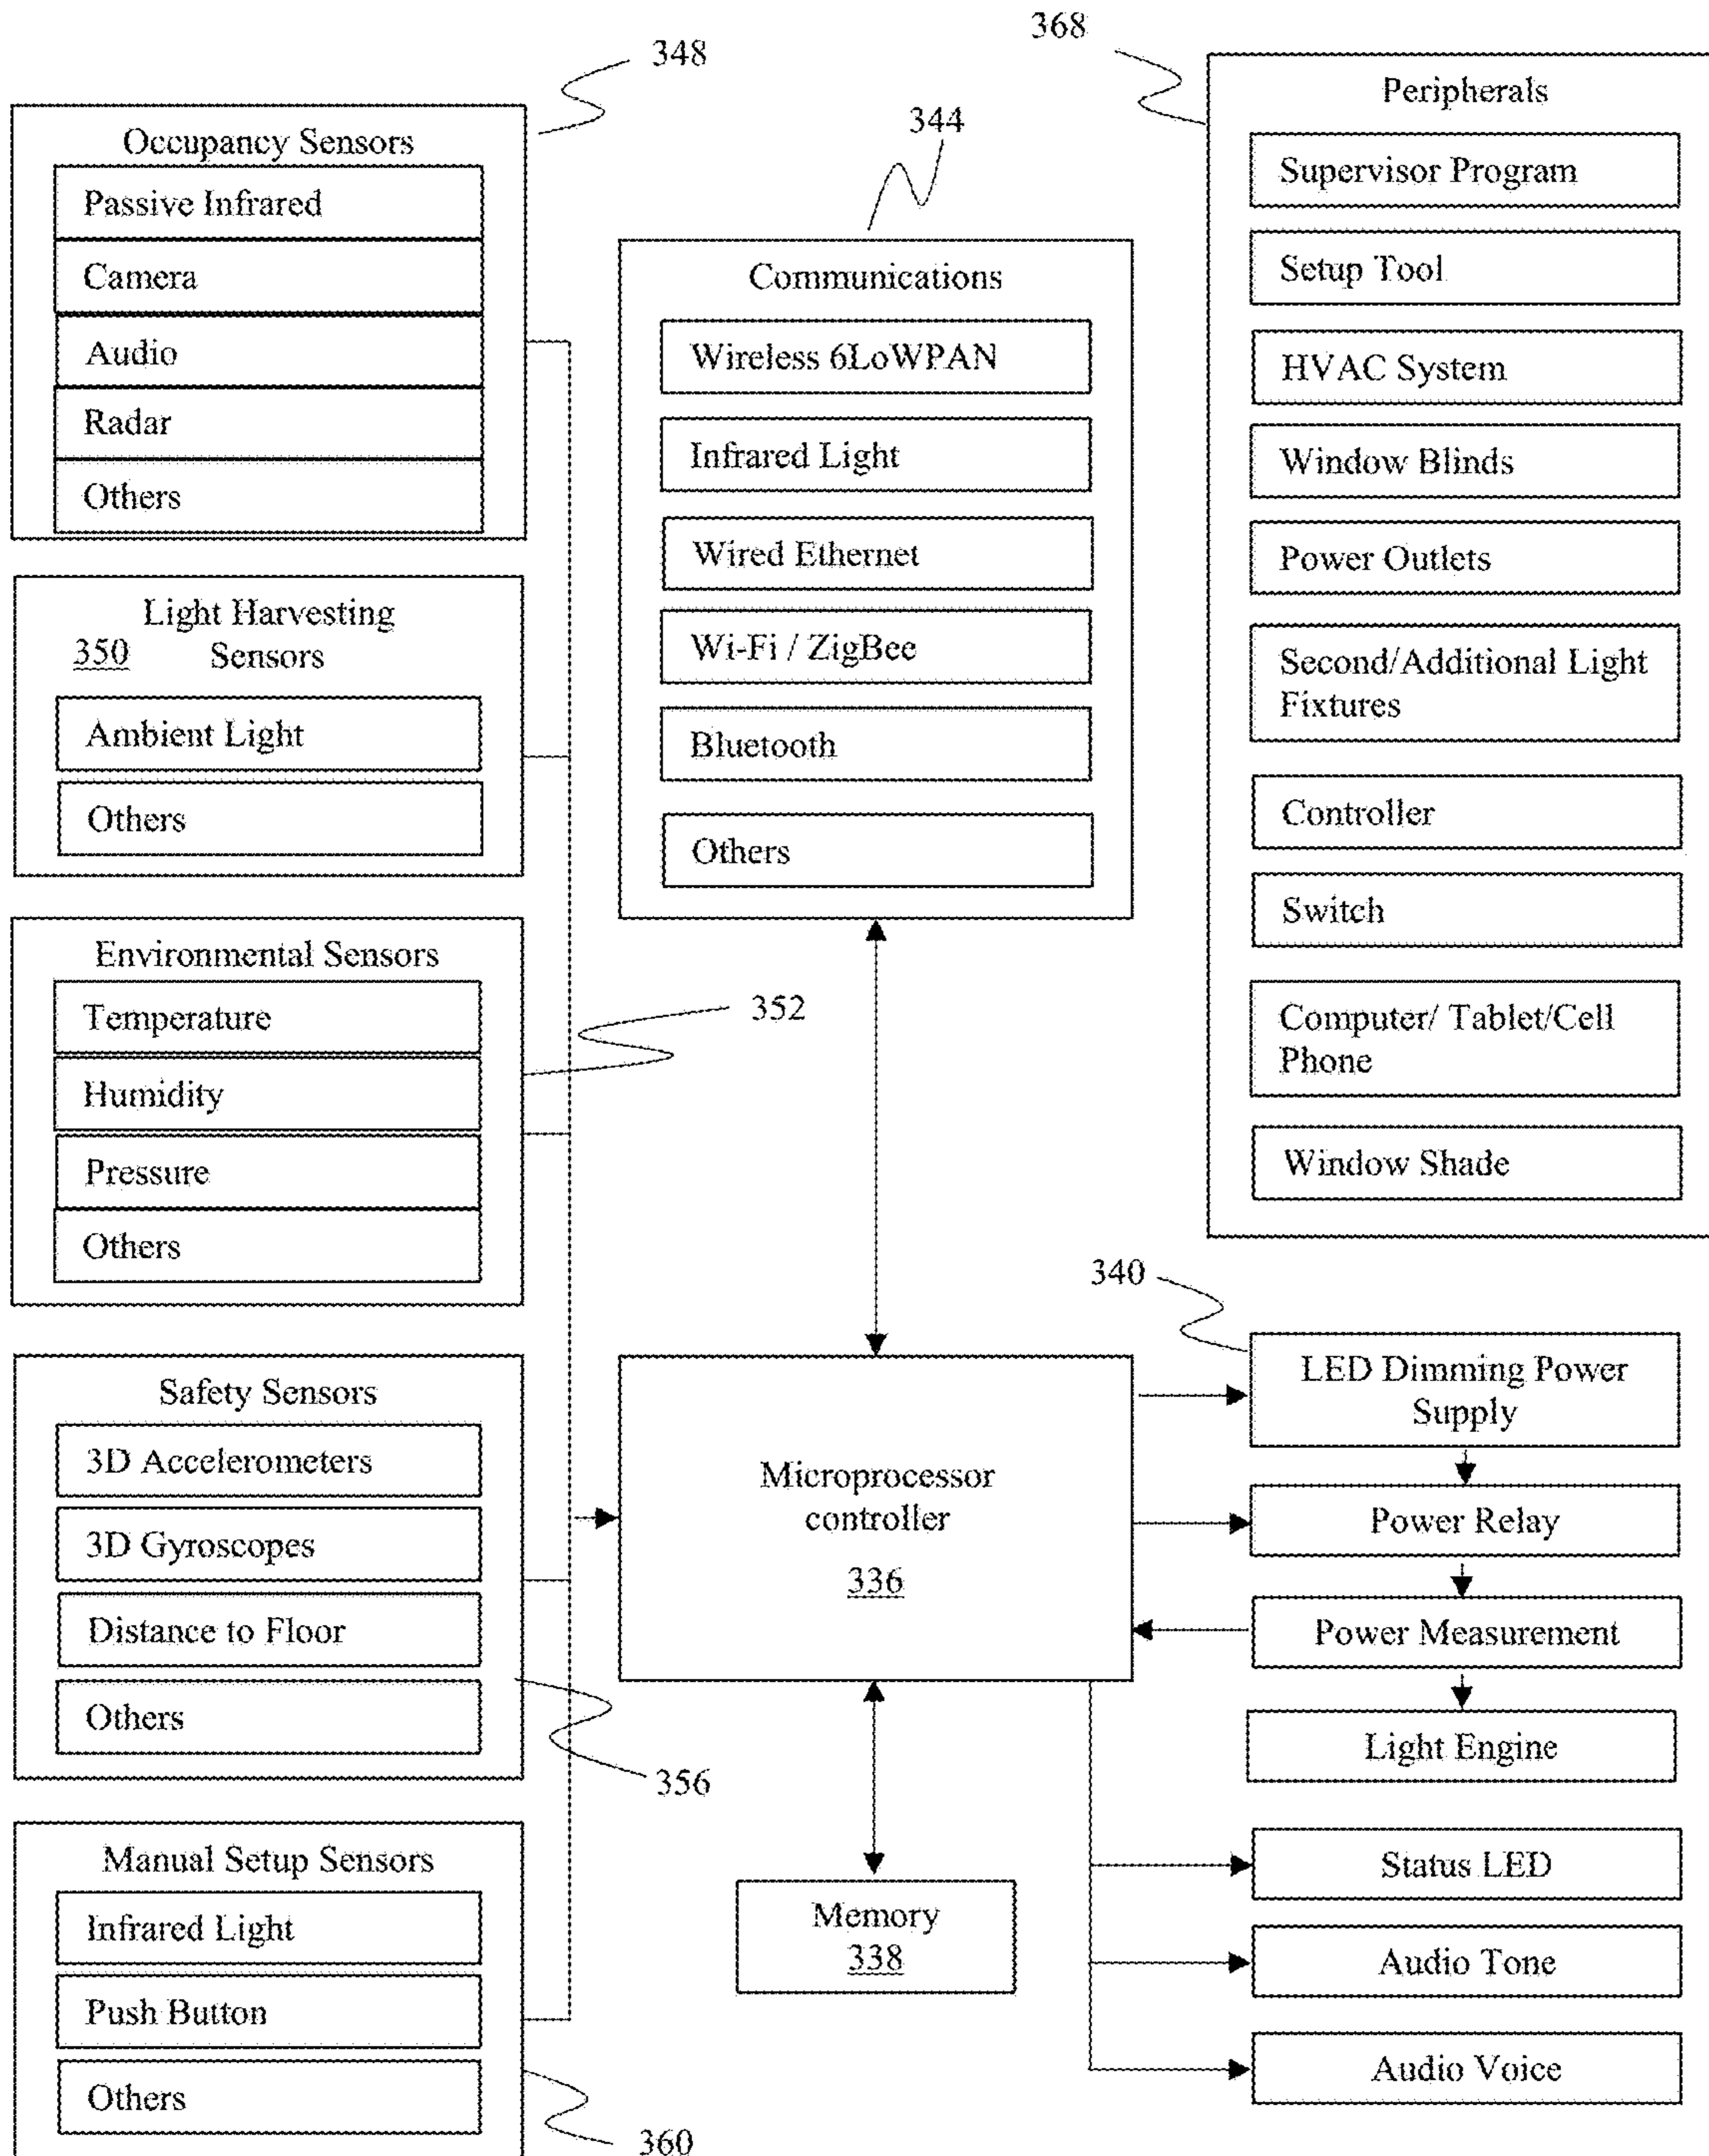 348
Occupancy Sensors
Passive Infrared
Camera
Audio
Radar
Others
Light Harvesting
350 Sensors
Ambient Light
Others
Environmental Sensors
352
Temperature
Humidity
Pressure
Others
Safety Sensors
3D Accelerometers
3D Gyroscopes
Distance to Floor
Others
356
Manual Setup Sensors
Infrared Light
Push Button
Others
360
344
Communications
Wireless 6LoWPAN
Infrared Light
Wired Ethernet
Wi-Fi / ZigBee
Bluetooth
Others
Microprocessor
controller
336
Memory
338
368
Peripherals
Supervisor Program
Setup Tool
HVAC System
Window Blinds
Power Outlets
Second/Additional Light
Fixtures
Controller
Switch
Computer/ Tablet/Cell
Phone
Window Shade
340
LED Dimming Power
Supply
Power Relay
Power Measurement
Light Engine
Status LED
Audio Tone
Audio Voice